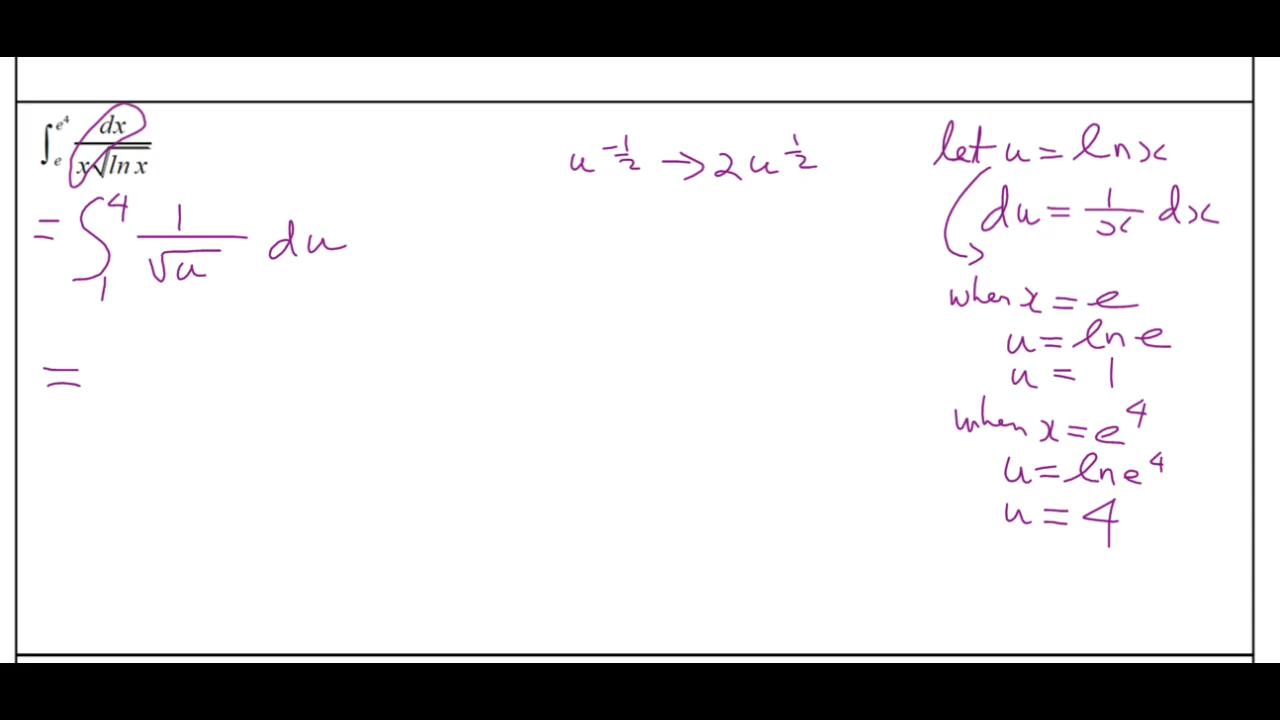 ∫_e^{e^4} dx / (x√(ln x))
= ∫_1^4 1/√u du
=
u^{-1/2} → 2u^{1/2}
let u = ln x
du = 1/x dx
when x = e
u = ln e
u = 1
when x = e^4
u = ln e^4
u = 4